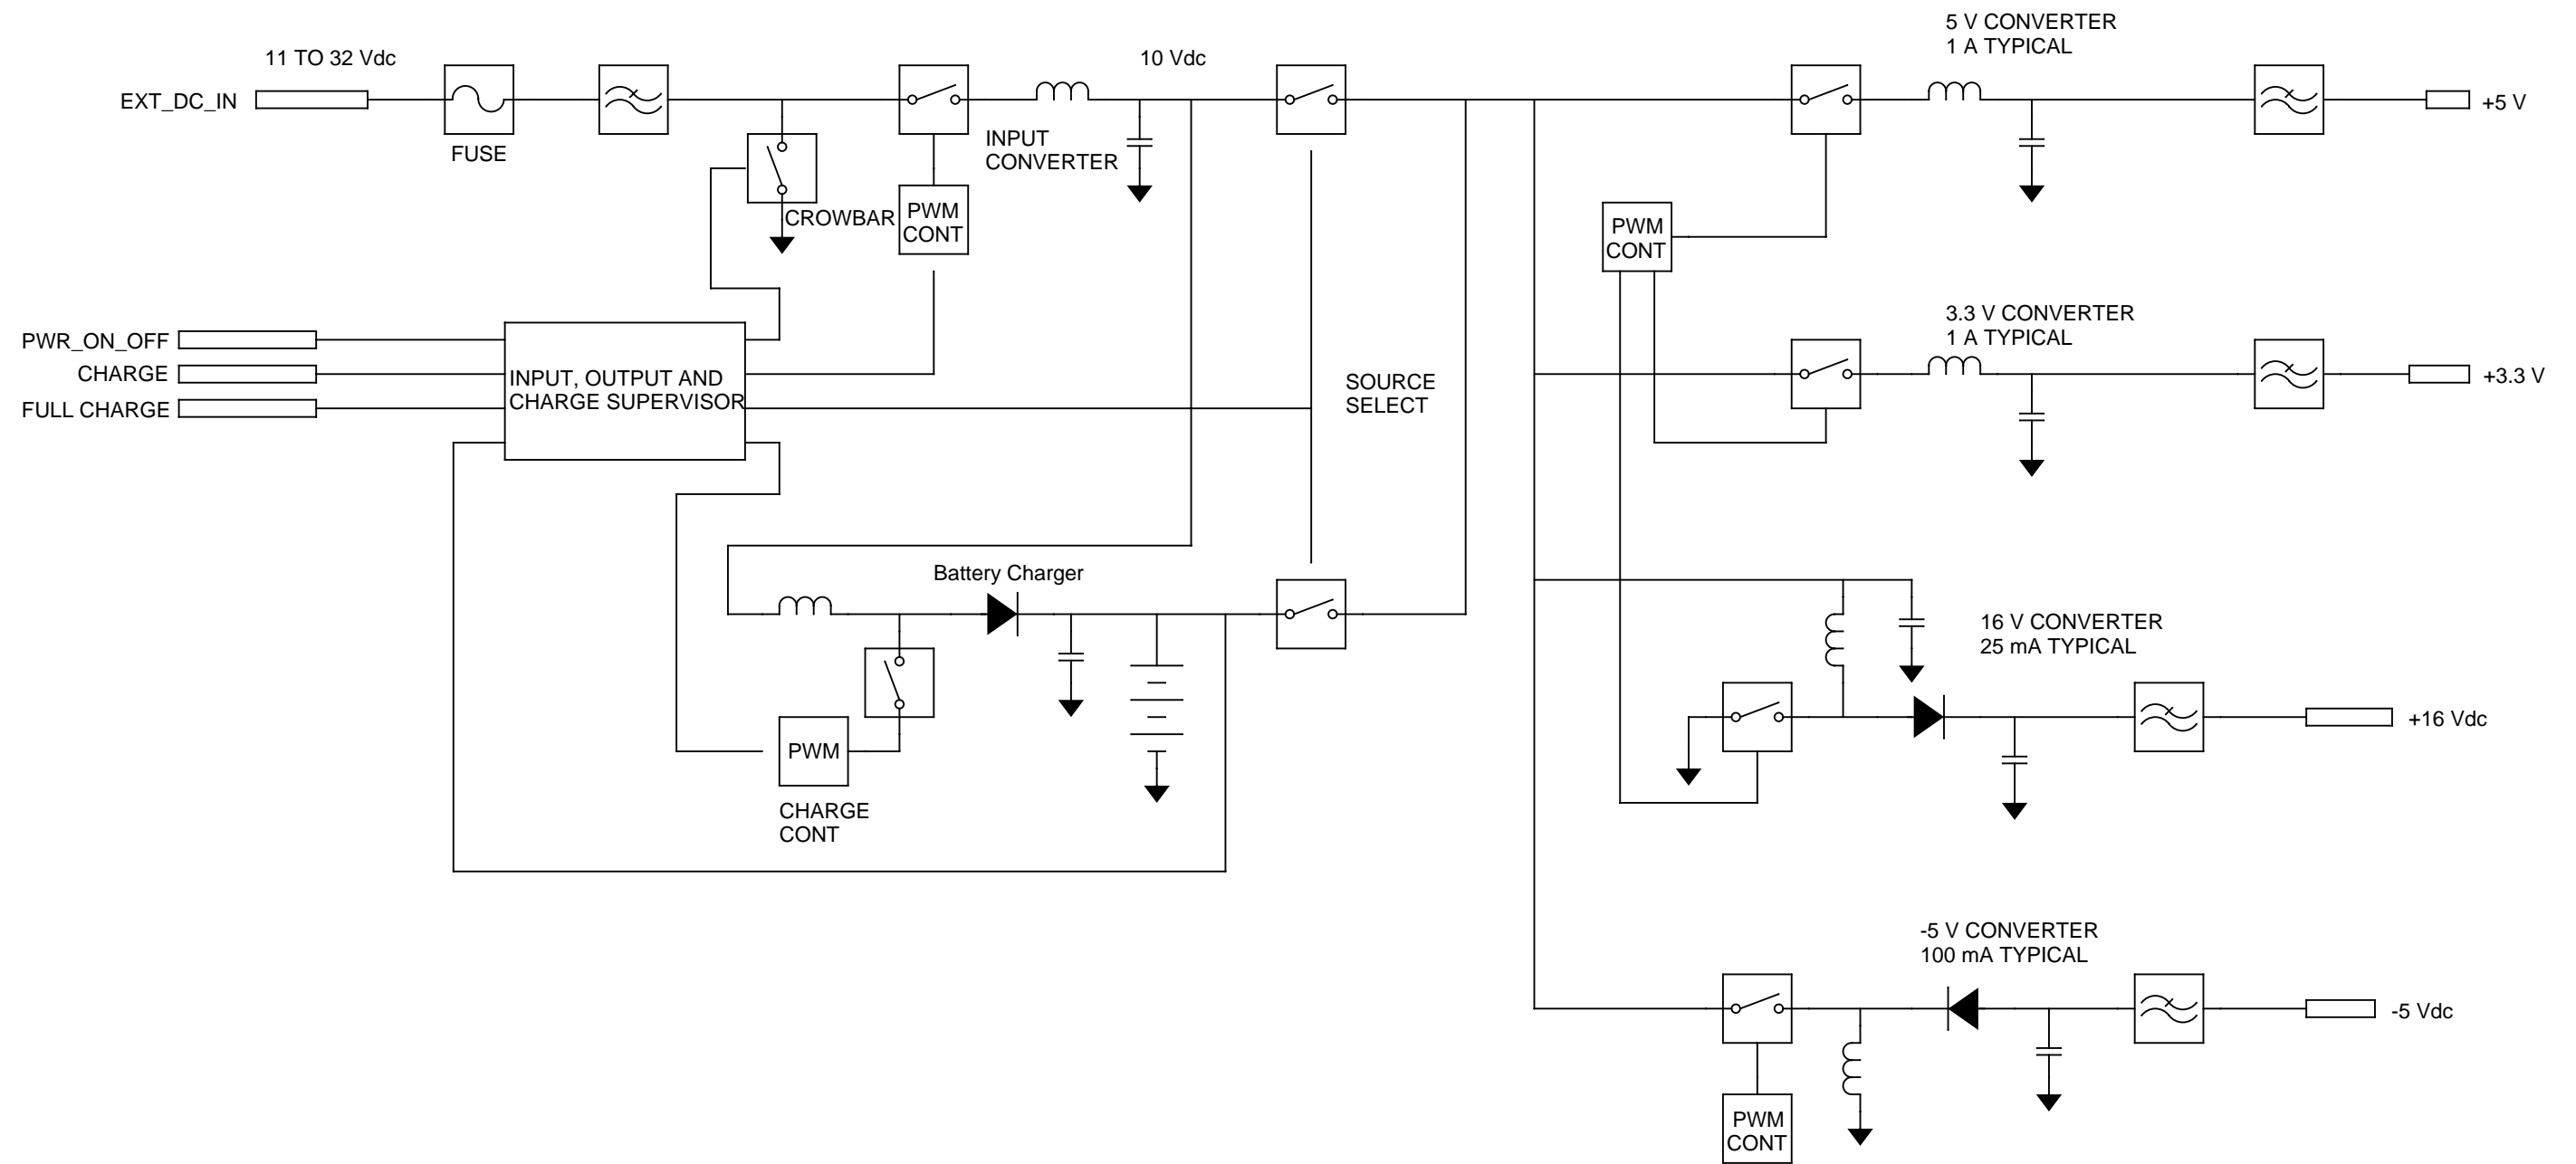 5 V CONVERTER
1 A TYPICAL
11 TO 32 Vdc
10 Vdc
EXT_DC_IN
+5 V
FUSE
INPUT
CONVERTER
CROWBAR
PWM
CONT
PWM
CONT
3.3 V CONVERTER
1 A TYPICAL
PWR_ON_OFF
CHARGE
FULL CHARGE
INPUT, OUTPUT AND
CHARGE SUPERVISOR
SOURCE
SELECT
+3.3 V
Battery Charger
16 V CONVERTER
25 mA TYPICAL
+16 Vdc
PWM
CHARGE
CONT
-5 V CONVERTER
100 mA TYPICAL
-5 Vdc
PWM
CONT